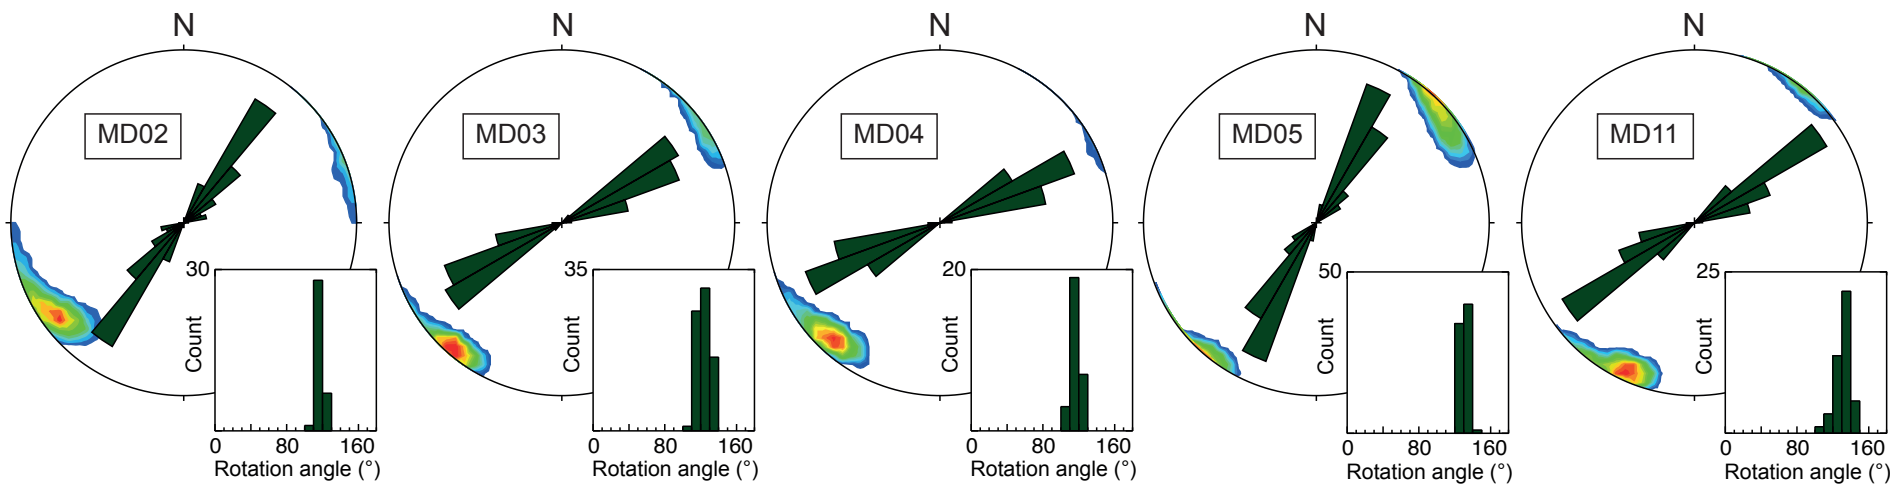 N N N N N
MD02 MD03 MD04 MD05 MD11
30 35 20 50 25
Count Count Count Count Count
0 80 160 0 80 160 0 80 160 0 80 160 0 80 160
Rotation angle (°) Rotation angle (°) Rotation angle (°) Rotation angle (°) Rotation angle (°)